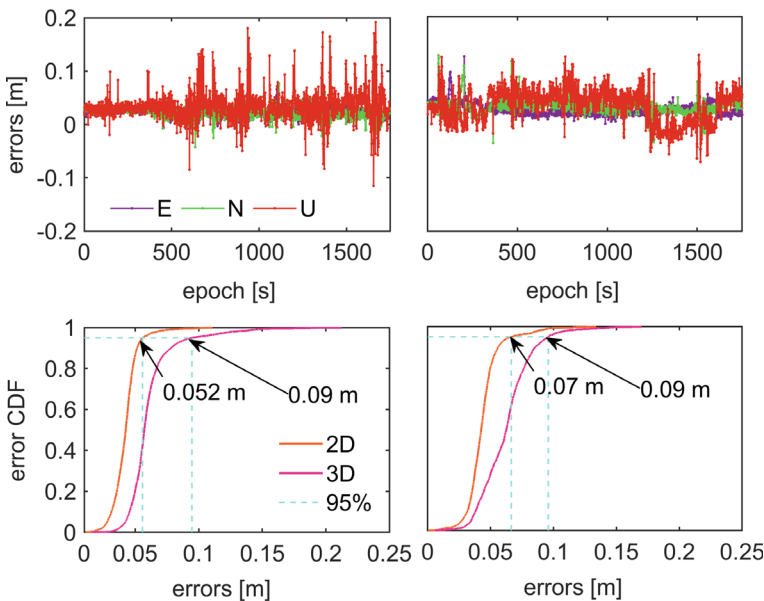 0.2
0.1
0
-0.1
-0.2
errors [m]
E N U
0 500 1000 1500
0 500 1000 1500
epoch [s]
epoch [s]
1
0.8
0.6
0.4
0.2
0
error CDF
0.052 m
0.09 m
2D
3D
95%
0.07 m
0.09 m
0 0.05 0.1 0.15 0.2 0.25
0 0.05 0.1 0.15 0.2 0.25
errors [m]
errors [m]